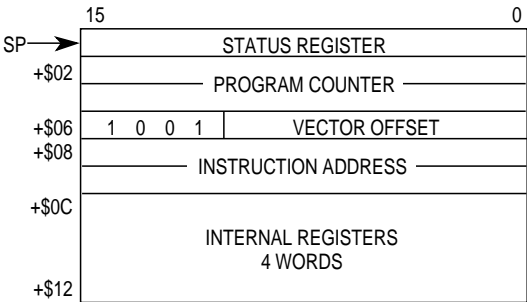 15 0
SP STATUS REGISTER
+$02 PROGRAM COUNTER
+$06 1 0 0 1 VECTOR OFFSET
+$08
INSTRUCTION ADDRESS
+$0C
INTERNAL REGISTERS
4 WORDS
+$12